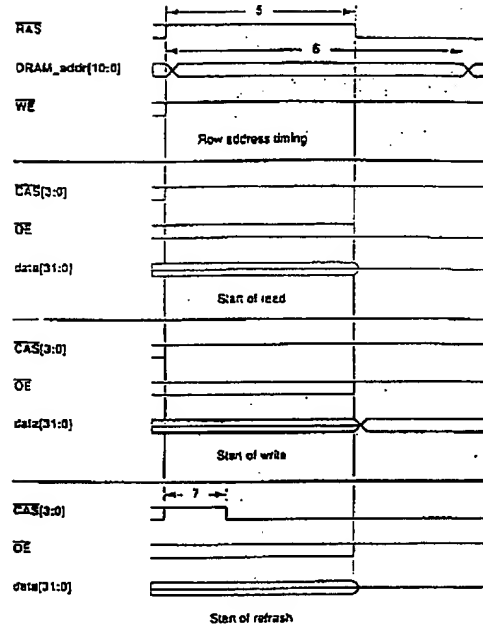 5
RAS
6
DRAM_addr[10:0]
WE
Row address timing
CAS[3:0]
OE
data[31:0]
Start of read
CAS[3:0]
OE
data[31:0]
Start of write
7
CAS[3:0]
OE
data[31:0]
Start of refresh